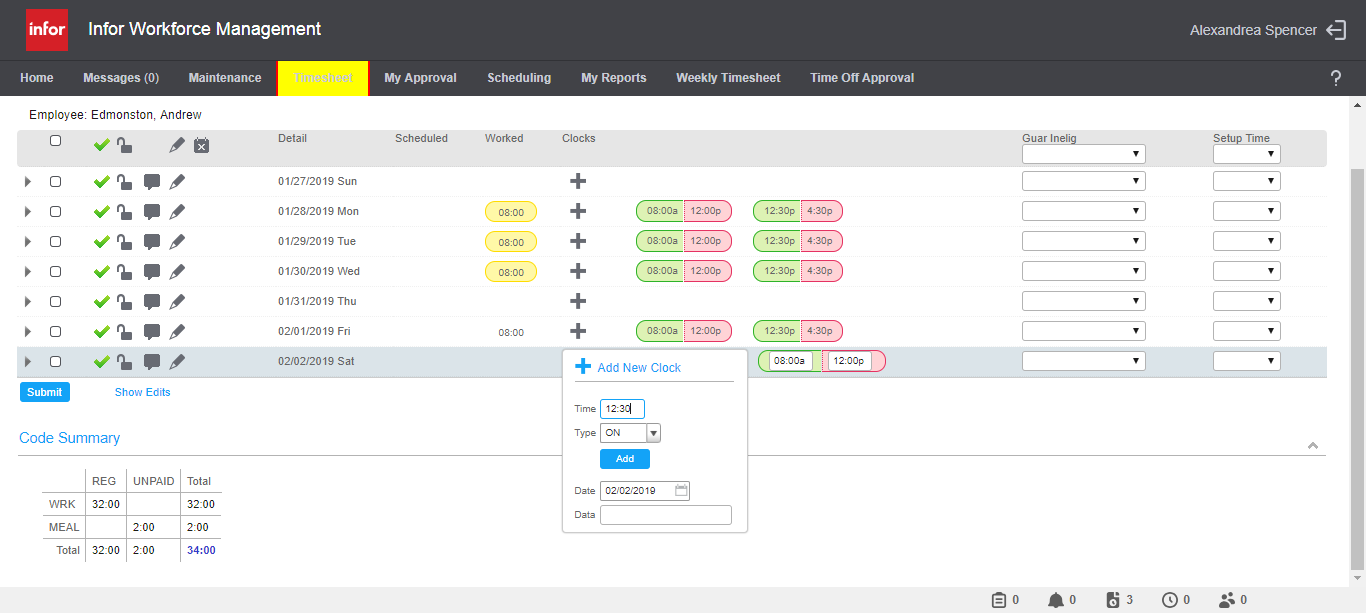 infor Infor Workforce Management Alexandrea Spencer
Home Messages (0) Maintenance Timesheet My Approval Scheduling My Reports Weekly Timesheet Time Off Approval ?
Employee: Edmonston, Andrew
Detail Scheduled Worked Clocks Guar Inelig Setup Time
01/27/2019 Sun
01/28/2019 Mon 08:00 08:00a 12:00p 12:30p 4:30p
01/29/2019 Tue 08:00 08:00a 12:00p 12:30p 4:30p
01/30/2019 Wed 08:00 08:00a 12:00p 12:30p 4:30p
01/31/2019 Thu
02/01/2019 Fri 08:00 08:00a 12:00p 12:30p 4:30p
02/02/2019 Sat 08:00a 12:00p
Submit Show Edits
Add New Clock
Time 12:30
Type ON
Add
Date 02/02/2019
Data
Code Summary
REG UNPAID Total
WRK 32:00 32:00
MEAL 2:00 2:00
Total 32:00 2:00 34:00
0 0 3 0 0